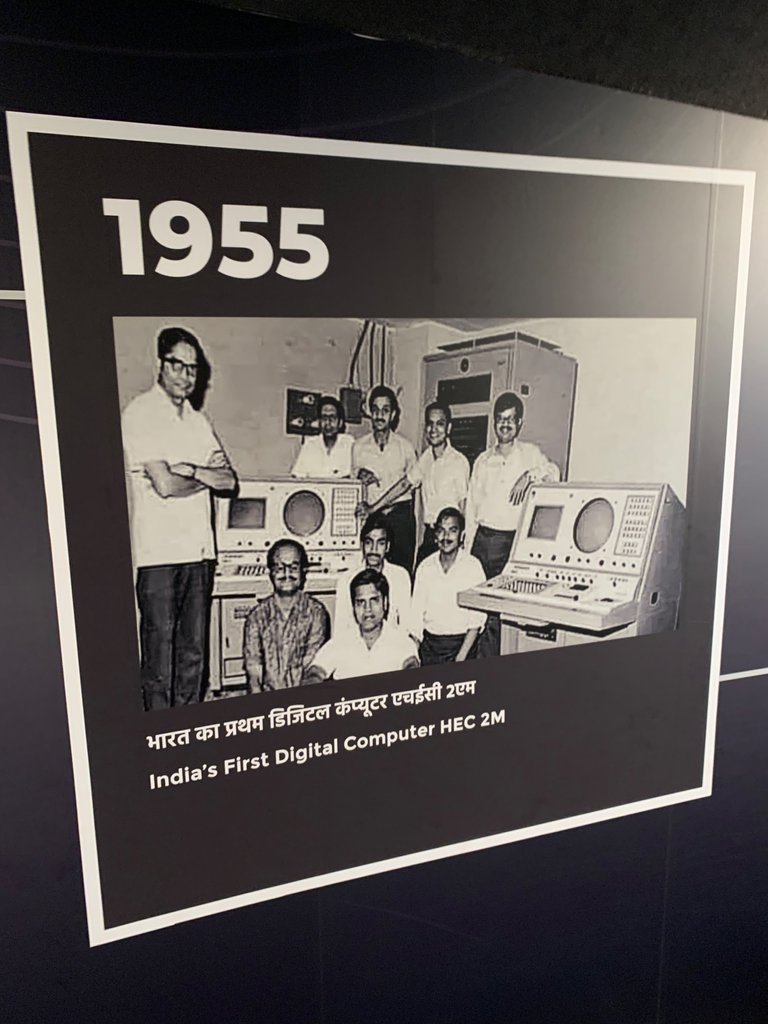 1955
भारत का प्रथम डिजिटल कंप्यूटर एचईसी 2एम
India's First Digital Computer HEC 2M